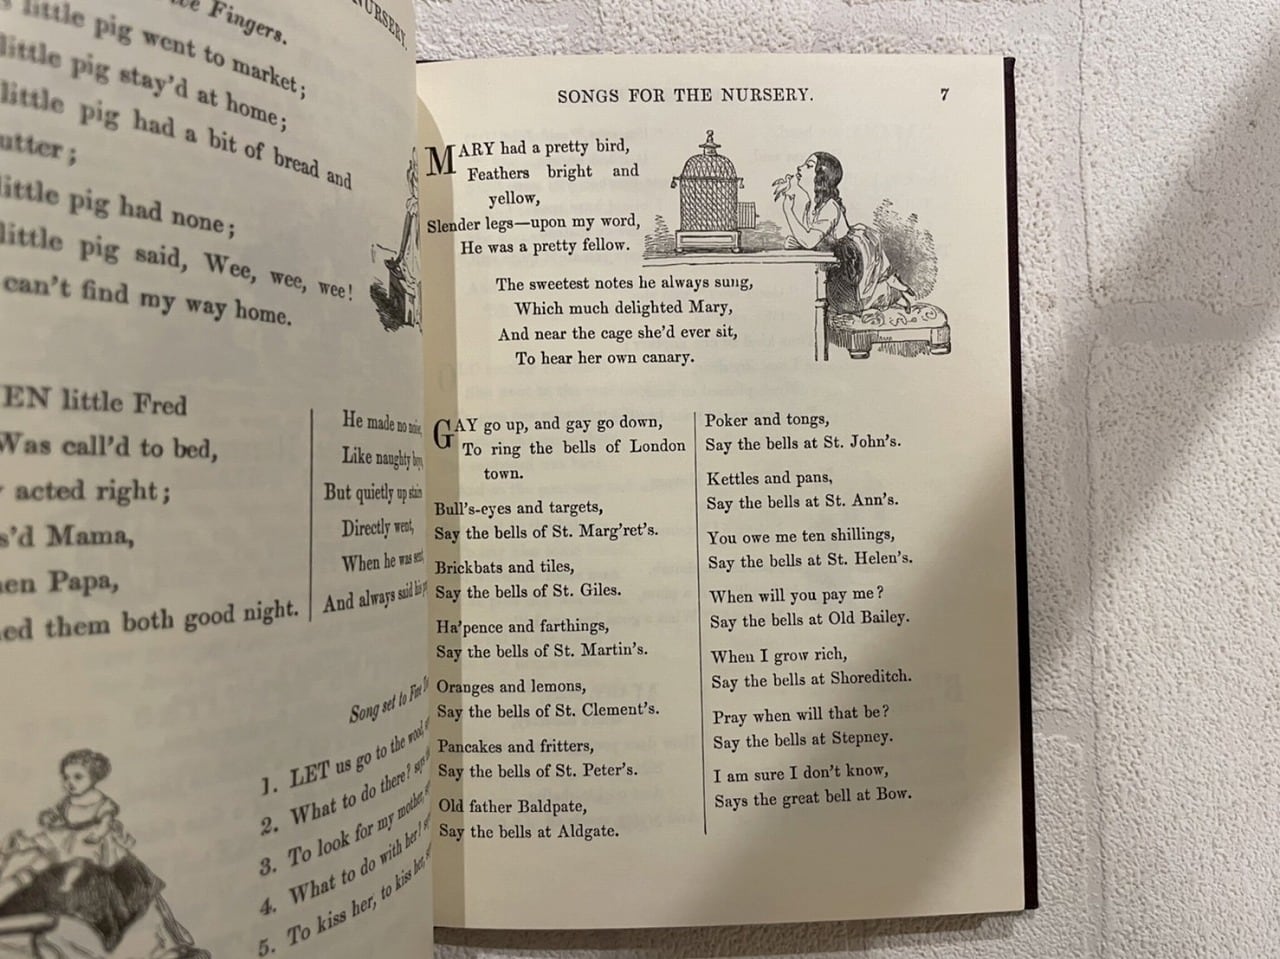 NURSERY.
Fingers.
little pig went to market;
little pig stay'd at home;
little pig had a bit of bread and
utter;
little pig had none;
little pig said, Wee, wee, wee!
can't find my way home.
EN little Fred
Was call'd to bed,
acted right;
s'd Mama,
en Papa,
ed them both good night.
He made no noise,
Like naughty boys,
But quietly up stairs
Directly went,
When he was sent,
And always said his
Song set to Five
1. LET us go to the wood,
2. What to do there? says
3. To look for my mother,
4. What to do with her?
5. To kiss her, to kiss her,
SONGS FOR THE NURSERY. 7
MARY had a pretty bird,
Feathers bright and
yellow,
Slender legs—upon my word,
He was a pretty fellow.
The sweetest notes he always sung,
Which much delighted Mary,
And near the cage she'd ever sit,
To hear her own canary.
GAY go up, and gay go down,
To ring the bells of London
town.
Bull's-eyes and targets,
Say the bells of St. Marg'ret's.
Brickbats and tiles,
Say the bells of St. Giles.
Ha'pence and farthings,
Say the bells of St. Martin's.
Oranges and lemons,
Say the bells of St. Clement's.
Pancakes and fritters,
Say the bells of St. Peter's.
Old father Baldpate,
Say the bells at Aldgate.
Poker and tongs,
Say the bells at St. John's.
Kettles and pans,
Say the bells at St. Ann's.
You owe me ten shillings,
Say the bells at St. Helen's.
When will you pay me?
Say the bells at Old Bailey.
When I grow rich,
Say the bells at Shoreditch.
Pray when will that be?
Say the bells at Stepney.
I am sure I don't know,
Says the great bell at Bow.